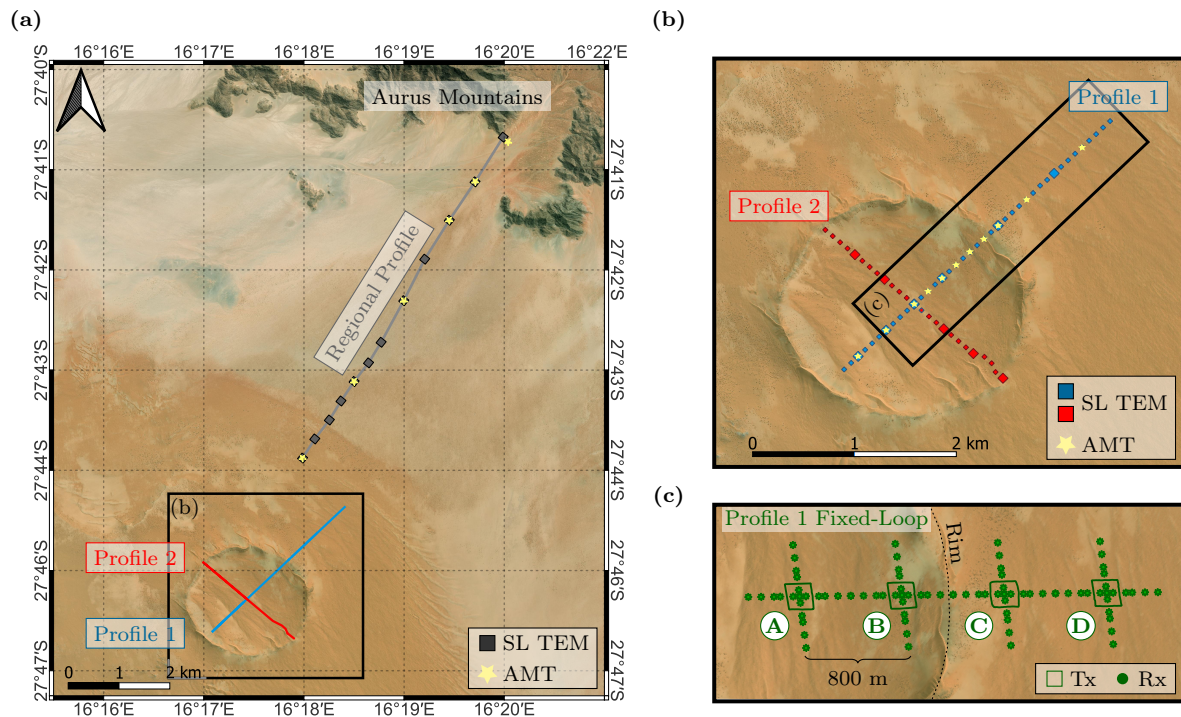 (a)
16°16′E 16°17′E 16°18′E 16°19′E 16°20′E 16°22′E
27°40′S
27°41′S
27°42′S
27°43′S
27°44′S
27°46′S
27°47′S
Aurus Mountains
27°41′S
27°42′S
27°43′S
27°44′S
27°46′S
27°47′S
27°47′S
Regional Profile
(b)
Profile 2
Profile 1
0 1 2 km
SL TEM
AMT
16°16′E 16°17′E 16°18′E 16°19′E 16°20′E
(b)
Profile 1
Profile 2
(c)
0 1 2 km
SL TEM
AMT
(c)
Profile 1 Fixed-Loop
Rim
A B C D
800 m
Tx Rx